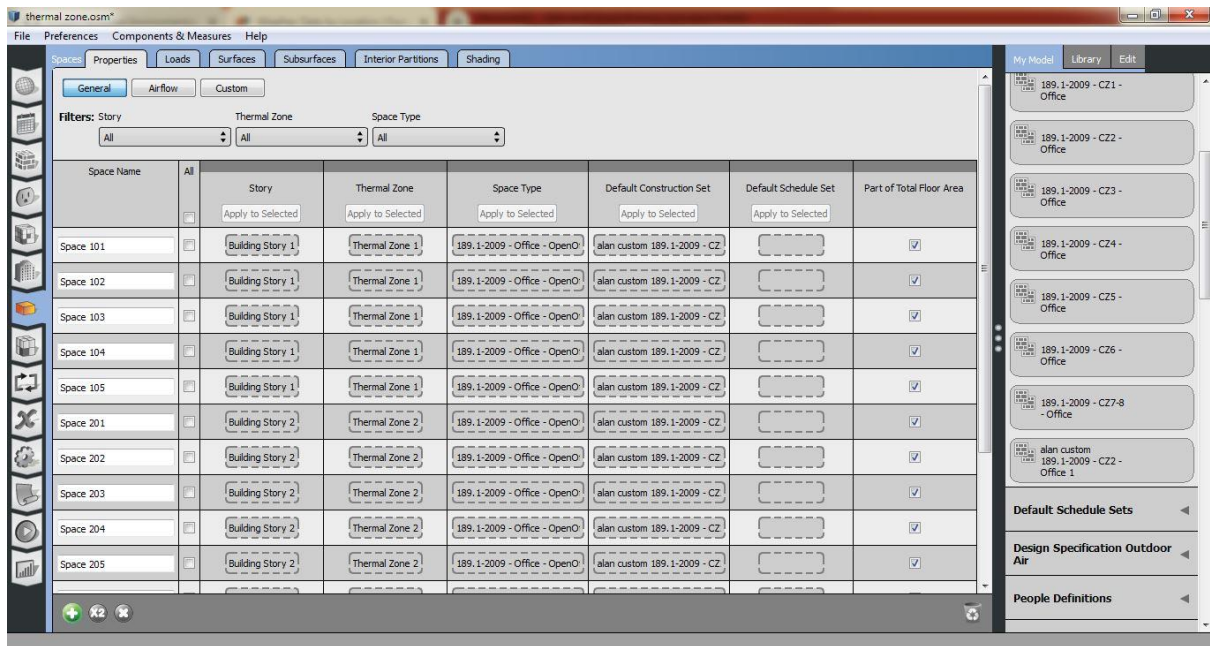 thermal zone.osm*
File Preferences Components & Measures Help
Spaces Properties Loads Surfaces Subsurfaces Interior Partitions Shading
My Model Library Edit
General Airflow Custom
Filters: Story Thermal Zone Space Type
All All All
Space Name All Story Thermal Zone Space Type Default Construction Set Default Schedule Set Part of Total Floor Area
Apply to Selected Apply to Selected Apply to Selected Apply to Selected Apply to Selected
Space 101 Building Story 1 Thermal Zone 1 189.1-2009 - Office - OpenO alan custom 189.1-2009 - CZ
Space 102 Building Story 1 Thermal Zone 1 189.1-2009 - Office - OpenO alan custom 189.1-2009 - CZ
Space 103 Building Story 1 Thermal Zone 1 189.1-2009 - Office - OpenO alan custom 189.1-2009 - CZ
Space 104 Building Story 1 Thermal Zone 1 189.1-2009 - Office - OpenO alan custom 189.1-2009 - CZ
Space 105 Building Story 1 Thermal Zone 1 189.1-2009 - Office - OpenO alan custom 189.1-2009 - CZ
Space 201 Building Story 2 Thermal Zone 2 189.1-2009 - Office - OpenO alan custom 189.1-2009 - CZ
Space 202 Building Story 2 Thermal Zone 2 189.1-2009 - Office - OpenO alan custom 189.1-2009 - CZ
Space 203 Building Story 2 Thermal Zone 2 189.1-2009 - Office - OpenO alan custom 189.1-2009 - CZ
Space 204 Building Story 2 Thermal Zone 2 189.1-2009 - Office - OpenO alan custom 189.1-2009 - CZ
Space 205 Building Story 2 Thermal Zone 2 189.1-2009 - Office - OpenO alan custom 189.1-2009 - CZ
X2
189.1-2009 - CZ1 -
Office
189.1-2009 - CZ2 -
Office
189.1-2009 - CZ3 -
Office
189.1-2009 - CZ4 -
Office
189.1-2009 - CZ5 -
Office
189.1-2009 - CZ6 -
Office
189.1-2009 - CZ7-8
- Office
alan custom
189.1-2009 - CZ2 -
Office 1
Default Schedule Sets
Design Specification Outdoor
Air
People Definitions